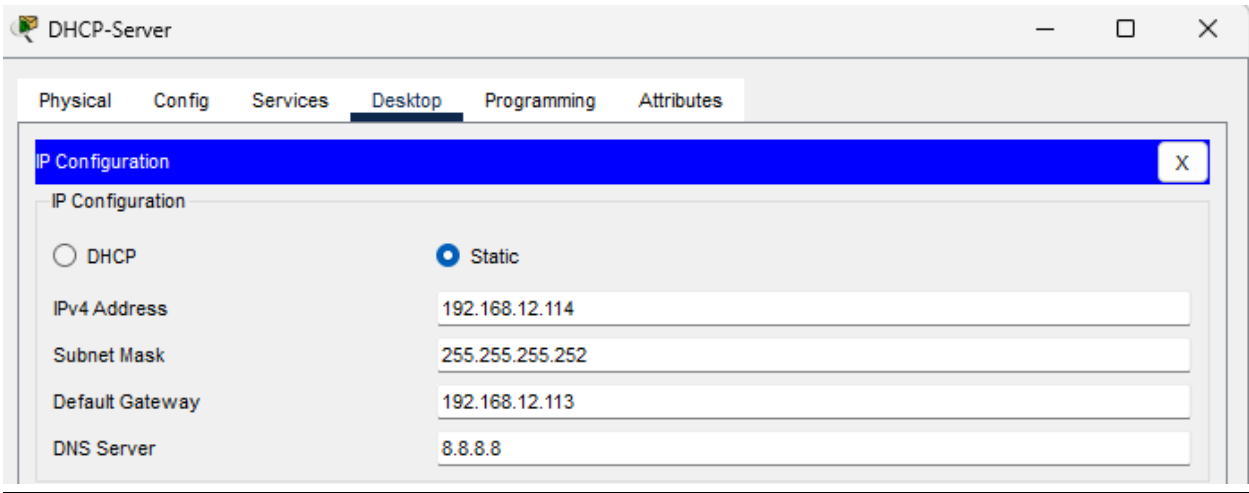 DHCP-Server
Physical Config Services Desktop Programming Attributes
IP Configuration X
IP Configuration
DHCP Static
IPv4 Address 192.168.12.114
Subnet Mask 255.255.255.252
Default Gateway 192.168.12.113
DNS Server 8.8.8.8